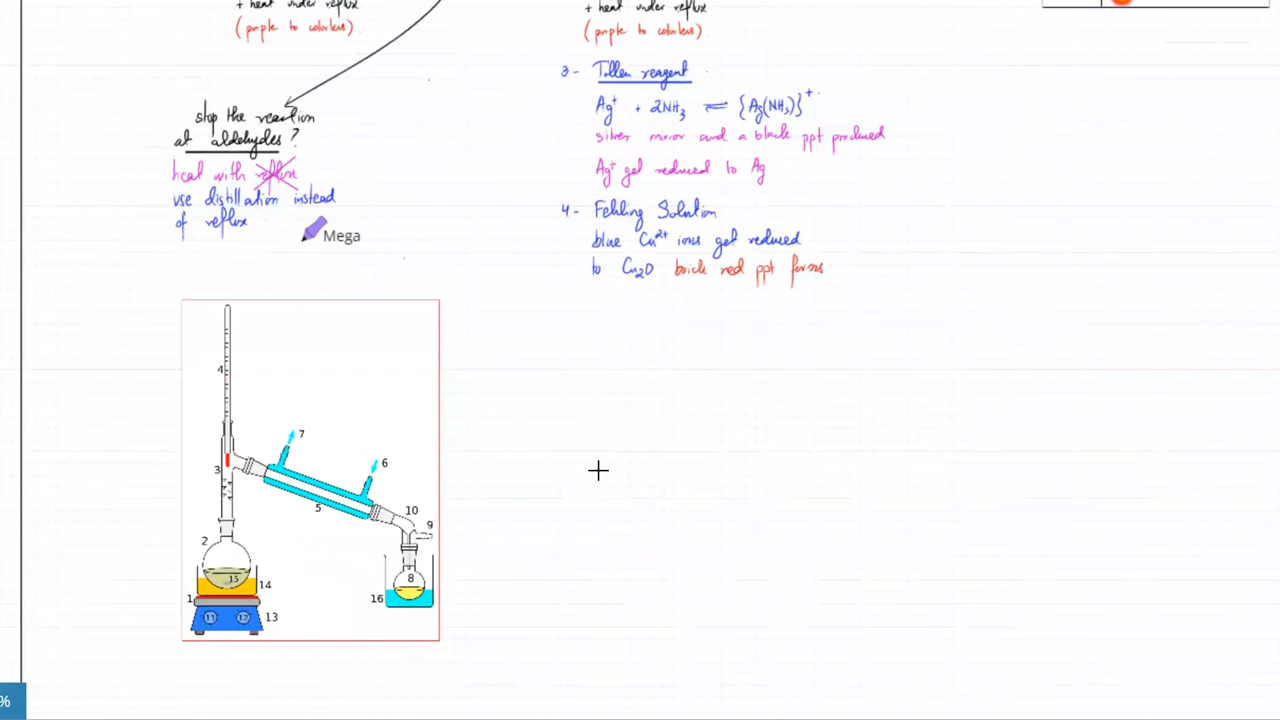 + heat under reflux
(purple to colorless)
stop the reaction
at aldehydes?
heat with reflux
use distillation instead
of reflux
Mega
+ heat under reflux
(purple to colorless)
3- Tollen reagent
Ag+ + 2NH3 ⇌ {Ag(NH3)}+
silver mirror and a black ppt produced
Ag+ get reduced to Ag
4- Fehling Solution
blue Cu2+ ions get reduced
to Cu2O brick red ppt forms
4
7
3
6
5
10
9
2
15
8
14
1
16
11
12
13
%